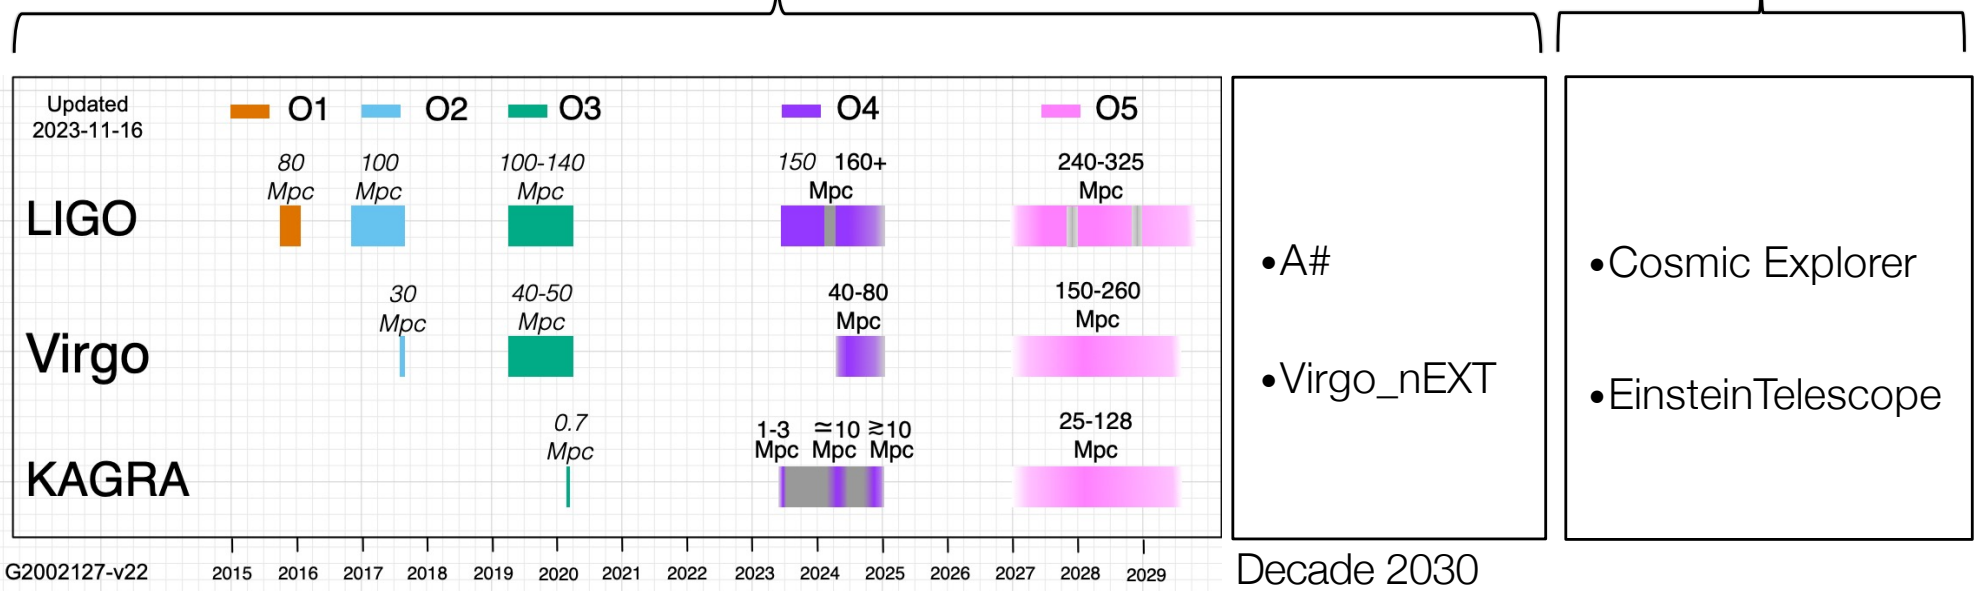 Updated
2023-11-16
O1 O2 O3 O4 O5
80
Mpc
100
Mpc
100-140
Mpc
150 160+
Mpc
240-325
Mpc
LIGO
30
Mpc
40-50
Mpc
40-80
Mpc
150-260
Mpc
Virgo
0.7
Mpc
1-3
Mpc
≃10
Mpc
≳10
Mpc
25-128
Mpc
KAGRA
G2002127-v22
2015 2016 2017 2018 2019 2020 2021 2022 2023 2024 2025 2026 2027 2028 2029
•A#
•Virgo_nEXT
Decade 2030
•Cosmic Explorer
•EinsteinTelescope